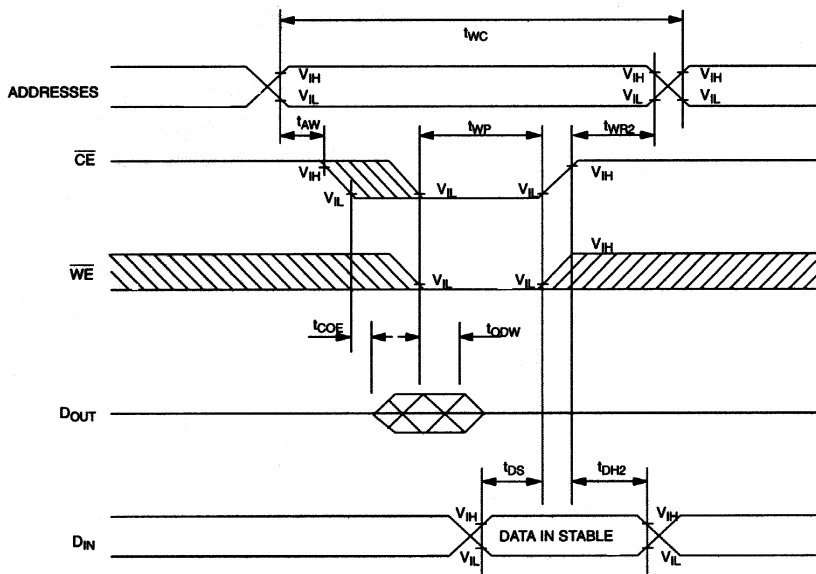 tWC
ADDRESSES
VIH
VIL
VIH
VIL
VIH
VIL
tAW
tWP
tWR2
CE
VIH
VIL
VIL
VIL
VIH
WE
VIL
VIL
VIH
tCOE
tODW
DOUT
tDS
tDH2
DIN
VIH
VIL
DATA IN STABLE
VIH
VIL